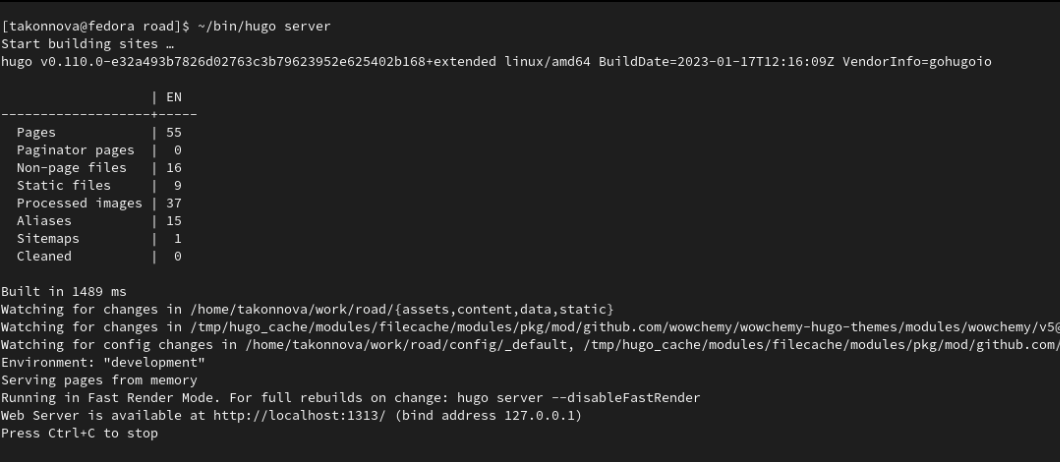 [takonnova@fedora road]$ ~/bin/hugo server
Start building sites …
hugo v0.110.0-e32a493b7826d02763c3b79623952e625402b168+extended linux/amd64 BuildDate=2023-01-17T12:16:09Z VendorInfo=gohugoio
                   | EN
-------------------+-----
  Pages            | 55
  Paginator pages  |  0
  Non-page files   | 16
  Static files     |  9
  Processed images | 37
  Aliases          | 15
  Sitemaps         |  1
  Cleaned          |  0
Built in 1489 ms
Watching for changes in /home/takonnova/work/road/{assets,content,data,static}
Watching for changes in /tmp/hugo_cache/modules/filecache/modules/pkg/mod/github.com/wowchemy/wowchemy-hugo-themes/modules/wowchemy/v5@
Watching for config changes in /home/takonnova/work/road/config/_default, /tmp/hugo_cache/modules/filecache/modules/pkg/mod/github.com/
Environment: "development"
Serving pages from memory
Running in Fast Render Mode. For full rebuilds on change: hugo server --disableFastRender
Web Server is available at http://localhost:1313/ (bind address 127.0.0.1)
Press Ctrl+C to stop